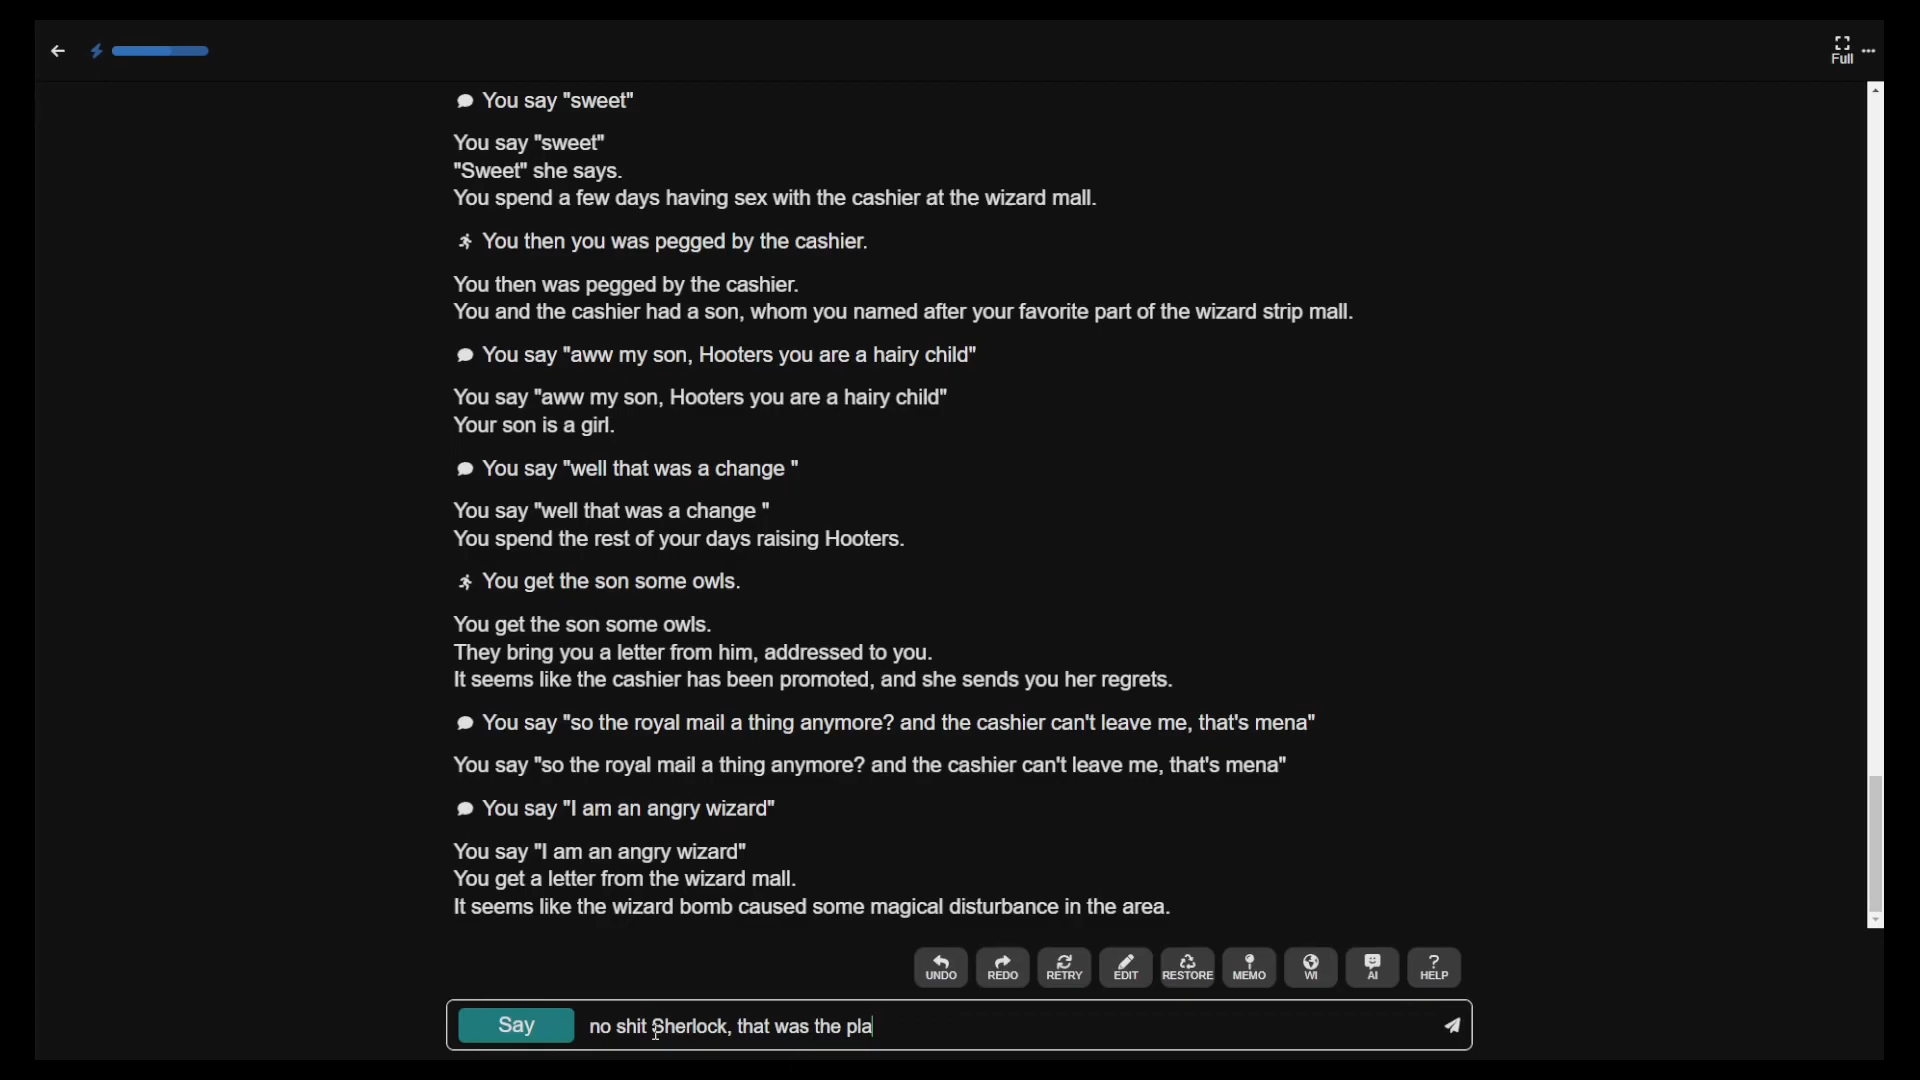 Full
You say "sweet"
You say "sweet"
"Sweet" she says.
You spend a few days having sex with the cashier at the wizard mall.
You then you was pegged by the cashier.
You then was pegged by the cashier.
You and the cashier had a son, whom you named after your favorite part of the wizard strip mall.
You say "aww my son, Hooters you are a hairy child"
You say "aww my son, Hooters you are a hairy child"
Your son is a girl.
You say "well that was a change "
You say "well that was a change "
You spend the rest of your days raising Hooters.
You get the son some owls.
You get the son some owls.
They bring you a letter from him, addressed to you.
It seems like the cashier has been promoted, and she sends you her regrets.
You say "so the royal mail a thing anymore? and the cashier can't leave me, that's mena"
You say "so the royal mail a thing anymore? and the cashier can't leave me, that's mena"
You say "I am an angry wizard"
You say "I am an angry wizard"
You get a letter from the wizard mall.
It seems like the wizard bomb caused some magical disturbance in the area.
UNDO REDO RETRY EDIT RESTORE MEMO WI AI HELP
Say no shit Sherlock, that was the pla